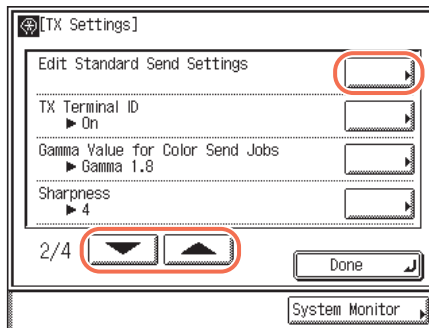 [TX Settings]
Edit Standard Send Settings
TX Terminal ID
► On
Gamma Value for Color Send Jobs
► Gamma 1.8
Sharpness
► 4
2/4
Done
System Monitor